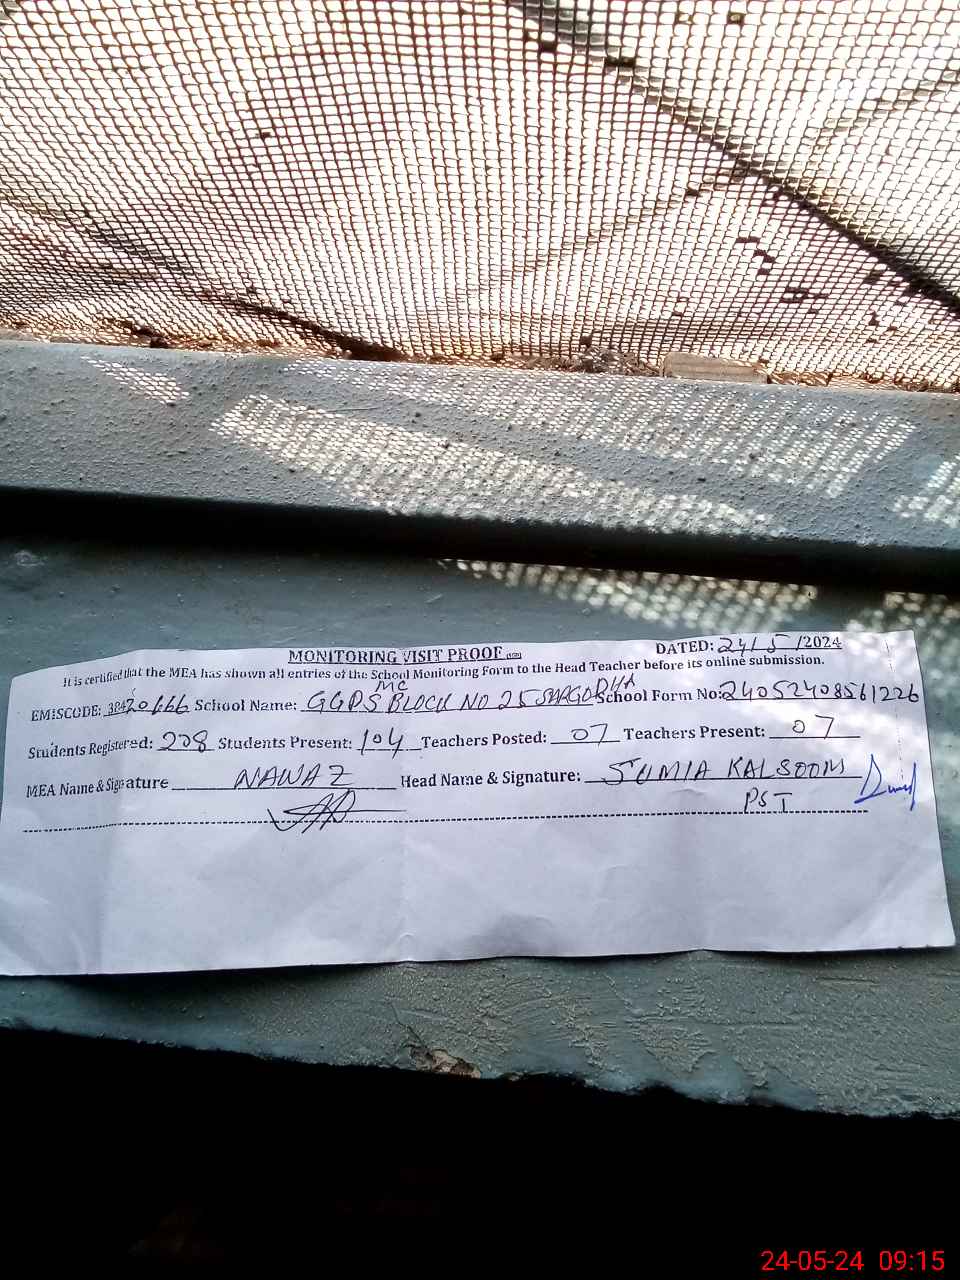 MONITORING VISIT PROOF
DATED: 24/5/2024
It is certified that the MEA has shown all entries of the School Monitoring Form to the Head Teacher before its online submission.
EMISCODE: 38420666 School Name: GGPS MC BLOCK NO 25 SARGODHA School Form No: 24052408561226
Students Registered: 208 Students Present: 104 Teachers Posted: 07 Teachers Present: 07
MEA Name & Signature NAWAZ Head Name & Signature: SUMIA KALSOOM
PST
24-05-24 09:15